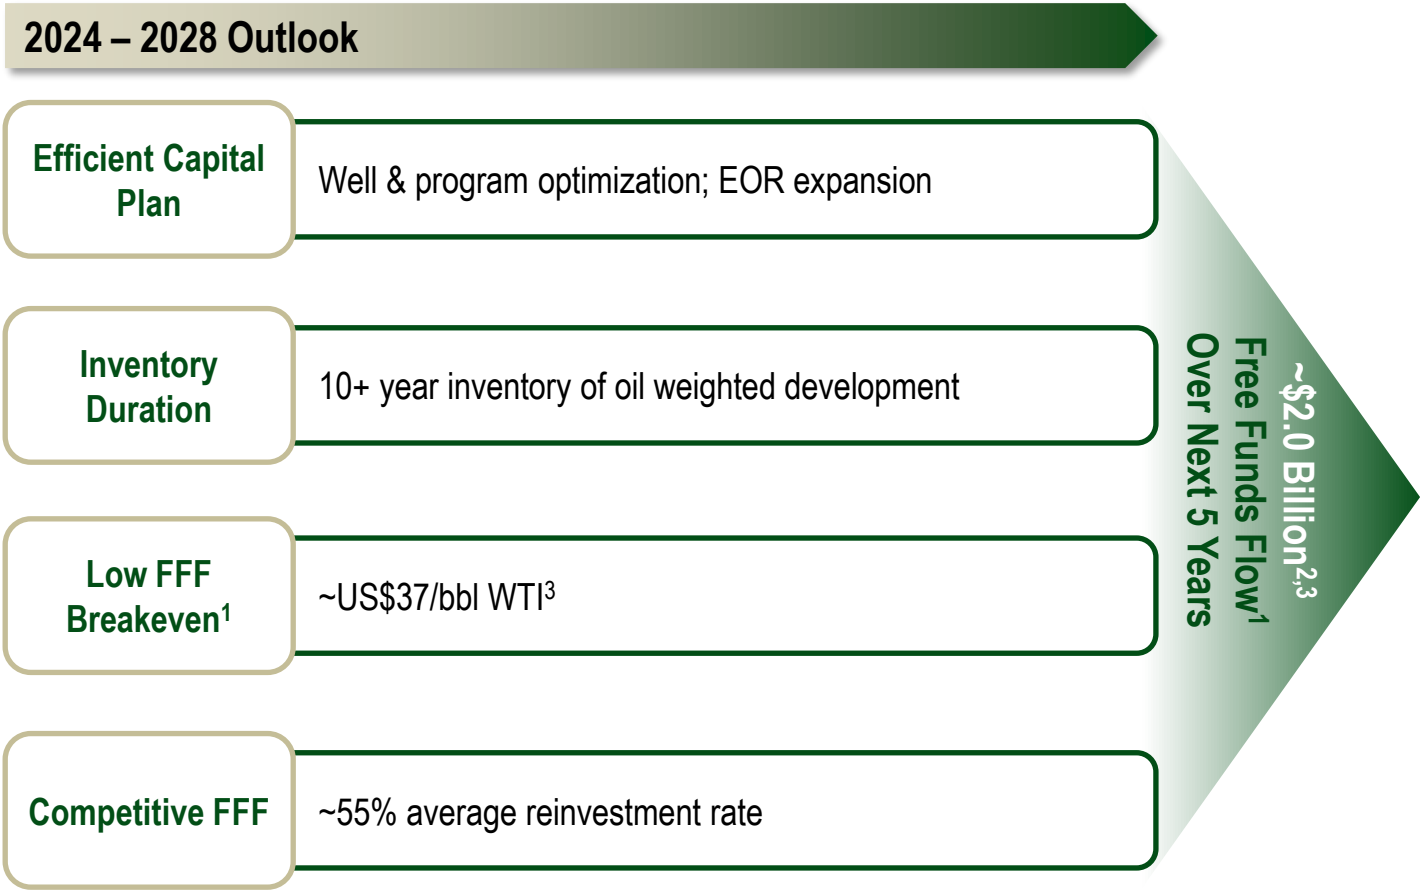 2024 – 2028 Outlook
Efficient Capital
Plan
Well & program optimization; EOR expansion
Inventory
Duration
10+ year inventory of oil weighted development
Low FFF
Breakeven¹
~US$37/bbl WTI³
Competitive FFF
~55% average reinvestment rate
~$2.0 Billion²,³
Free Funds Flow¹
Over Next 5 Years